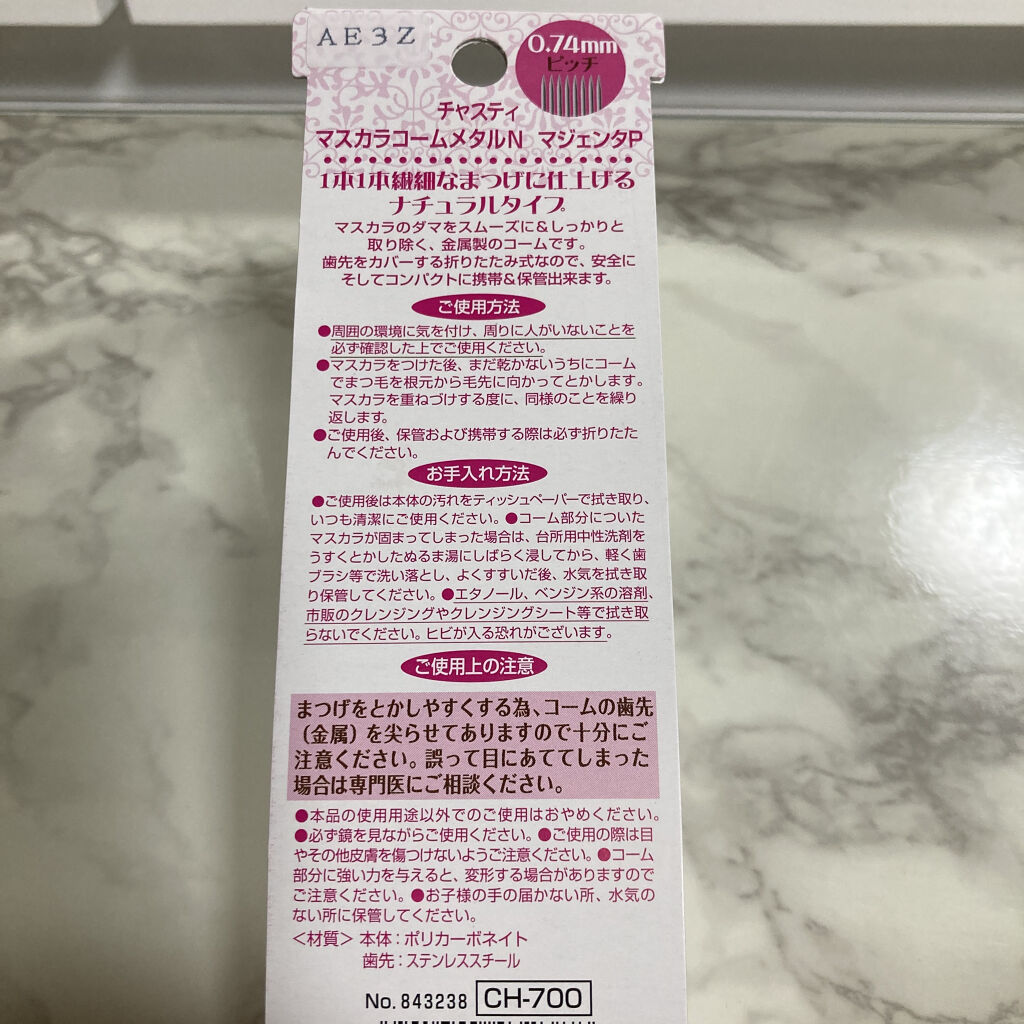 AE3Z
0.74mm
ピッチ
チャスティ
マスカラコームメタルN マジェンタP
1本1本繊細なまつげに仕上げる
ナチュラルタイプ
マスカラのダマをスムーズに&しっかりと
取り除く、金属製のコームです。
歯先をカバーする折りたたみ式なので、安全に
そしてコンパクトに携帯&保管出来ます。
ご使用方法
●周囲の環境に気を付け、周りに人がいないことを
必ず確認した上でご使用ください。
●マスカラをつけた後、まだ乾かないうちにコーム
でまつ毛を根元から毛先に向かってとかします。
マスカラを重ねづけする度に、同様のことを繰り
返します。
●ご使用後、保管および携帯する際は必ず折りたた
んでください。
お手入れ方法
●ご使用後は本体の汚れをティッシュペーパーで拭き取り、
いつも清潔にご使用ください。●コーム部分についた
マスカラが固まってしまった場合は、台所用中性洗剤を
うすくとかしたぬるま湯にしばらく浸してから、軽く歯
ブラシ等で洗い落とし、よくすすいだ後、水気を拭き取
り保管してください。●エタノール、ベンジン系の溶剤、
市販のクレンジングやクレンジングシート等で拭き取
らないでください。ヒビが入る恐れがございます。
ご使用上の注意
まつげをとかしやすくする為、コームの歯先
(金属)を尖らせてありますので十分にご
注意ください。誤って目にあててしまった
場合は専門医にご相談ください。
●本品の使用用途以外でのご使用はおやめください。
●必ず鏡を見ながらご使用ください。●ご使用の際は目
やその他皮膚を傷つけないようご注意ください。●コーム
部分に強い力を与えると、変形する場合がありますので
ご注意ください。●お子様の手の届かない所、水気の
ない所に保管してください。
<材質>本体:ポリカーボネイト
歯先:ステンレススチール
No. 843238 CH-700